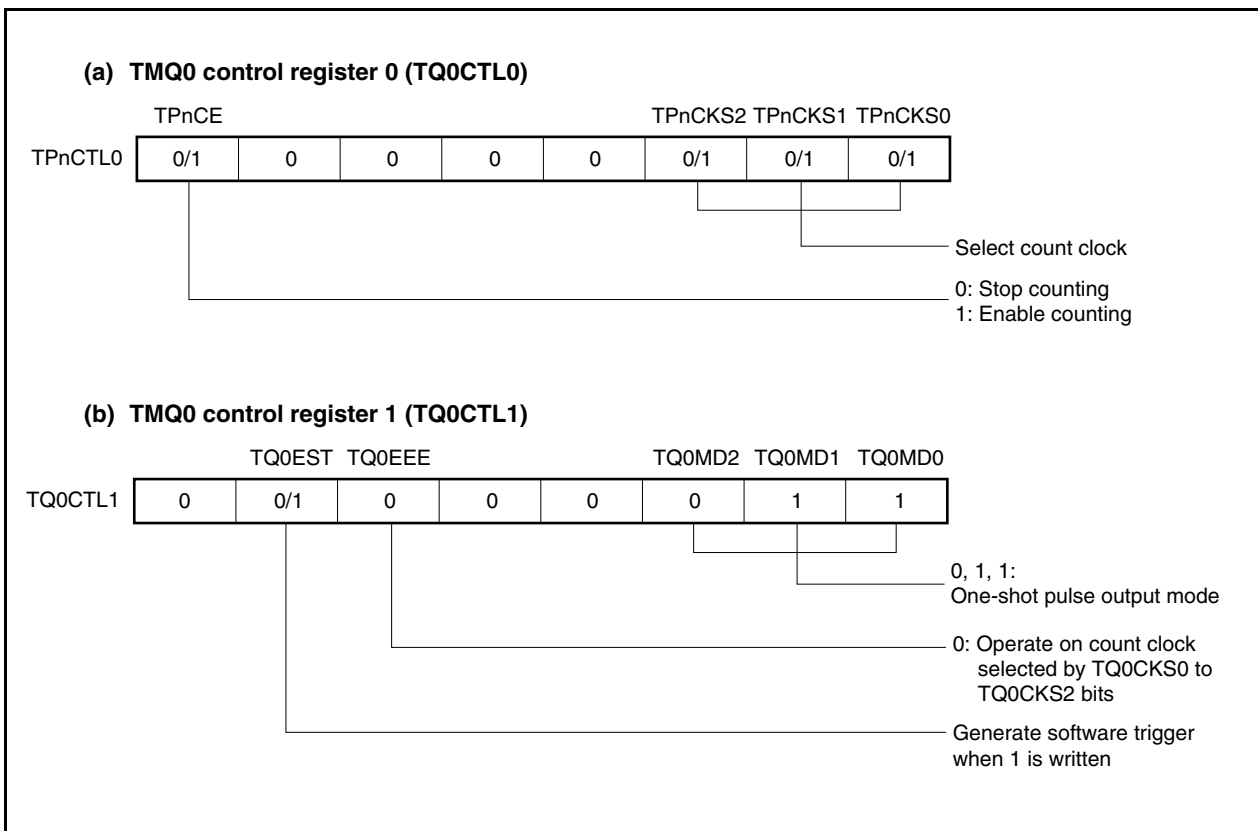 (a) TMQ0 control register 0 (TQ0CTL0)
TPnCE TPnCKS2 TPnCKS1 TPnCKS0
TPnCTL0 0/1 0 0 0 0 0/1 0/1 0/1
Select count clock
0: Stop counting
1: Enable counting
(b) TMQ0 control register 1 (TQ0CTL1)
TQ0EST TQ0EEE TQ0MD2 TQ0MD1 TQ0MD0
TQ0CTL1 0 0/1 0 0 0 0 1 1
0, 1, 1:
One-shot pulse output mode
0: Operate on count clock
selected by TQ0CKS0 to
TQ0CKS2 bits
Generate software trigger
when 1 is written